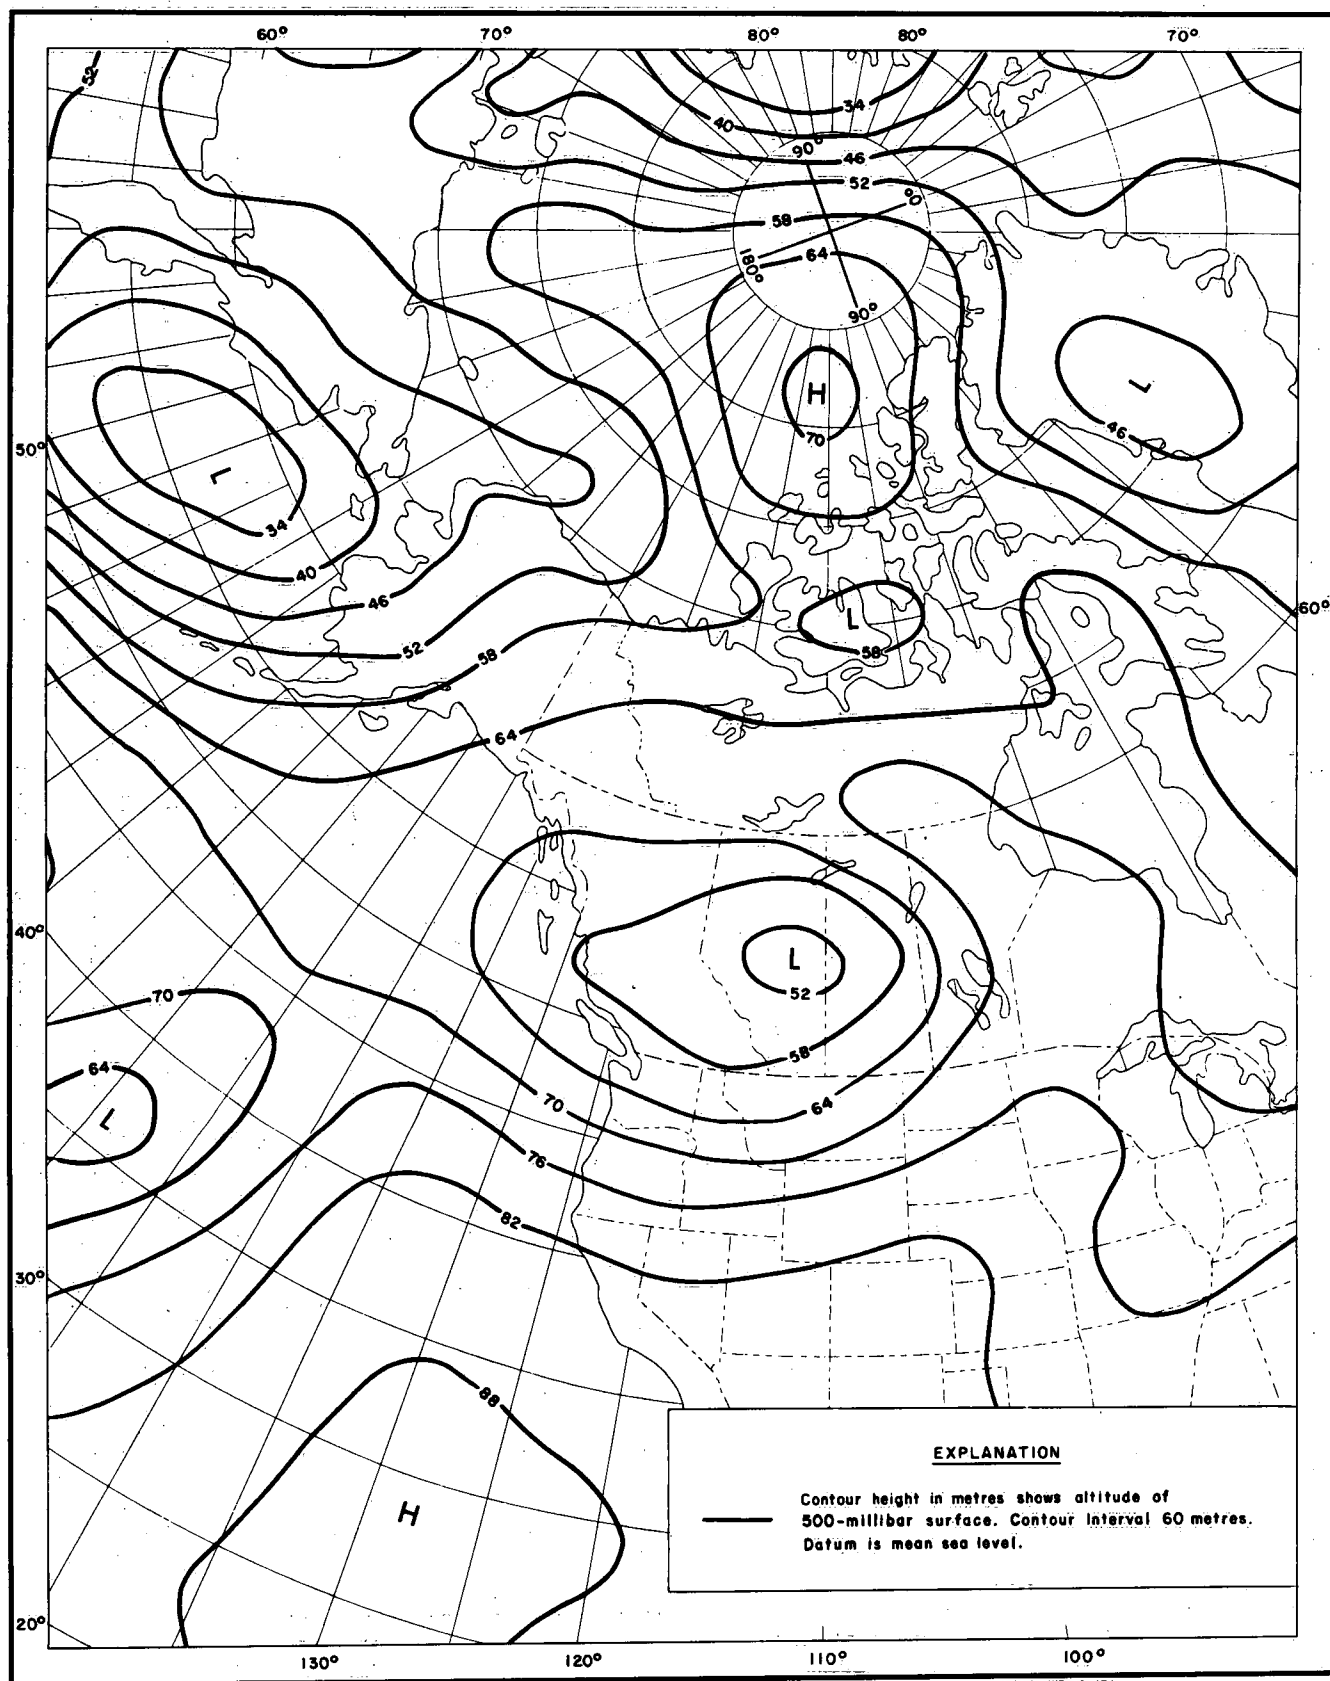 60° 70° 80° 80° 70°
52
34
40
90°
46
52
80
58
180°
64
90°
H
70
L
46
50°
L
34
40
46
60°
L
58
52
58
64
40°
L
52
70
58
64
L
70
64
76
82
30°
88
H
EXPLANATION
Contour height in metres shows altitude of
500-millibar surface. Contour Interval 60 metres.
Datum is mean sea level.
20°
130° 120° 110° 100°